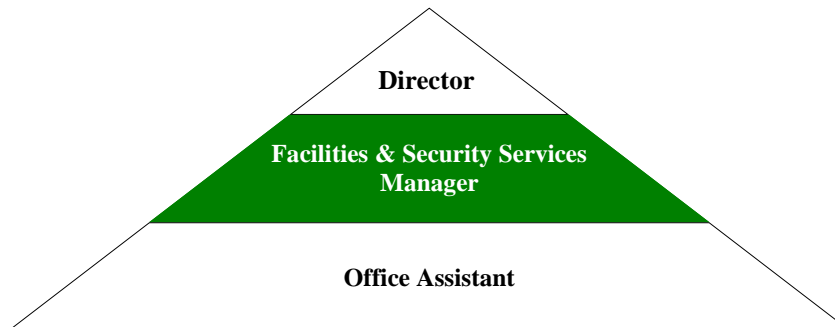 Director
Facilities & Security Services
Manager
Office Assistant